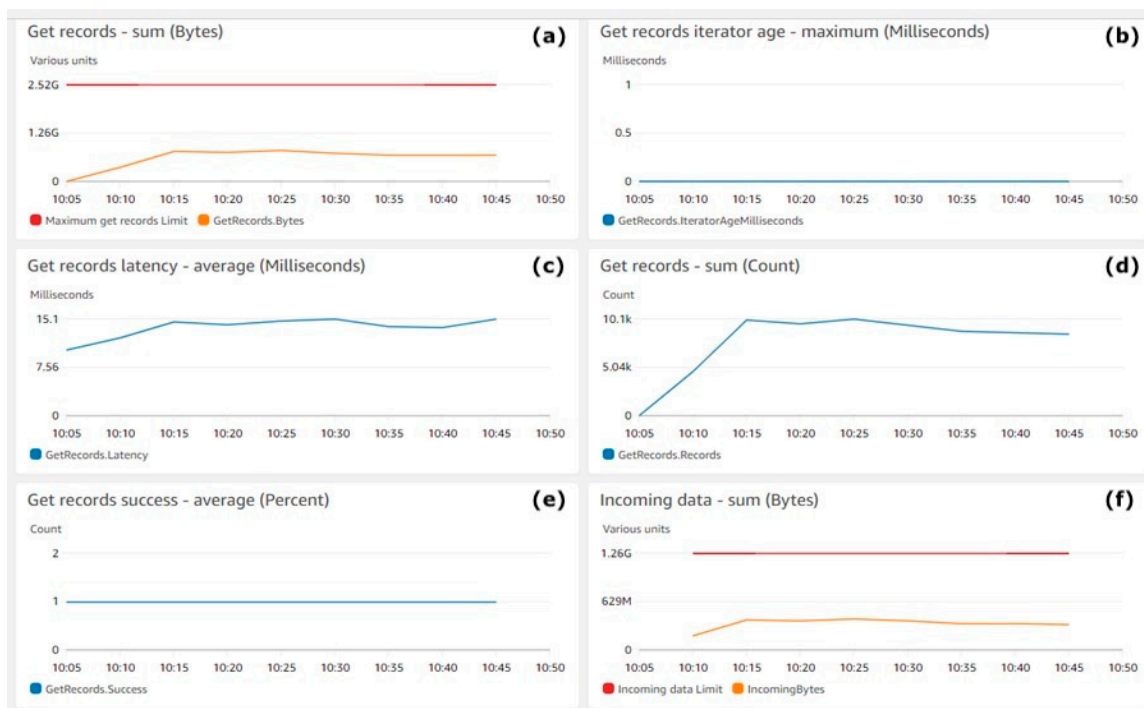 Get records - sum (Bytes) (a)
Various units
2.52G
1.26G
0
10:05 10:10 10:15 10:20 10:25 10:30 10:35 10:40 10:45 10:50
Maximum get records Limit GetRecords.Bytes
Get records iterator age - maximum (Milliseconds) (b)
Milliseconds
1
0.5
0
10:05 10:10 10:15 10:20 10:25 10:30 10:35 10:40 10:45 10:50
GetRecords.IteratorAgeMilliseconds
Get records latency - average (Milliseconds) (c)
Milliseconds
15.1
7.56
0
10:05 10:10 10:15 10:20 10:25 10:30 10:35 10:40 10:45 10:50
GetRecords.Latency
Get records - sum (Count) (d)
Count
10.1k
5.04k
0
10:05 10:10 10:15 10:20 10:25 10:30 10:35 10:40 10:45 10:50
GetRecords.Records
Get records success - average (Percent) (e)
Count
2
1
0
10:05 10:10 10:15 10:20 10:25 10:30 10:35 10:40 10:45 10:50
GetRecords.Success
Incoming data - sum (Bytes) (f)
Various units
1.26G
629M
0
10:05 10:10 10:15 10:20 10:25 10:30 10:35 10:40 10:45 10:50
Incoming data Limit IncomingBytes